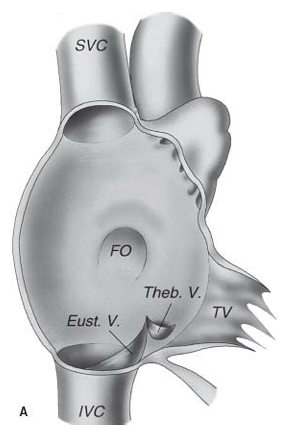 SVC
FO
Theb. V.
Eust. V.
TV
A
IVC